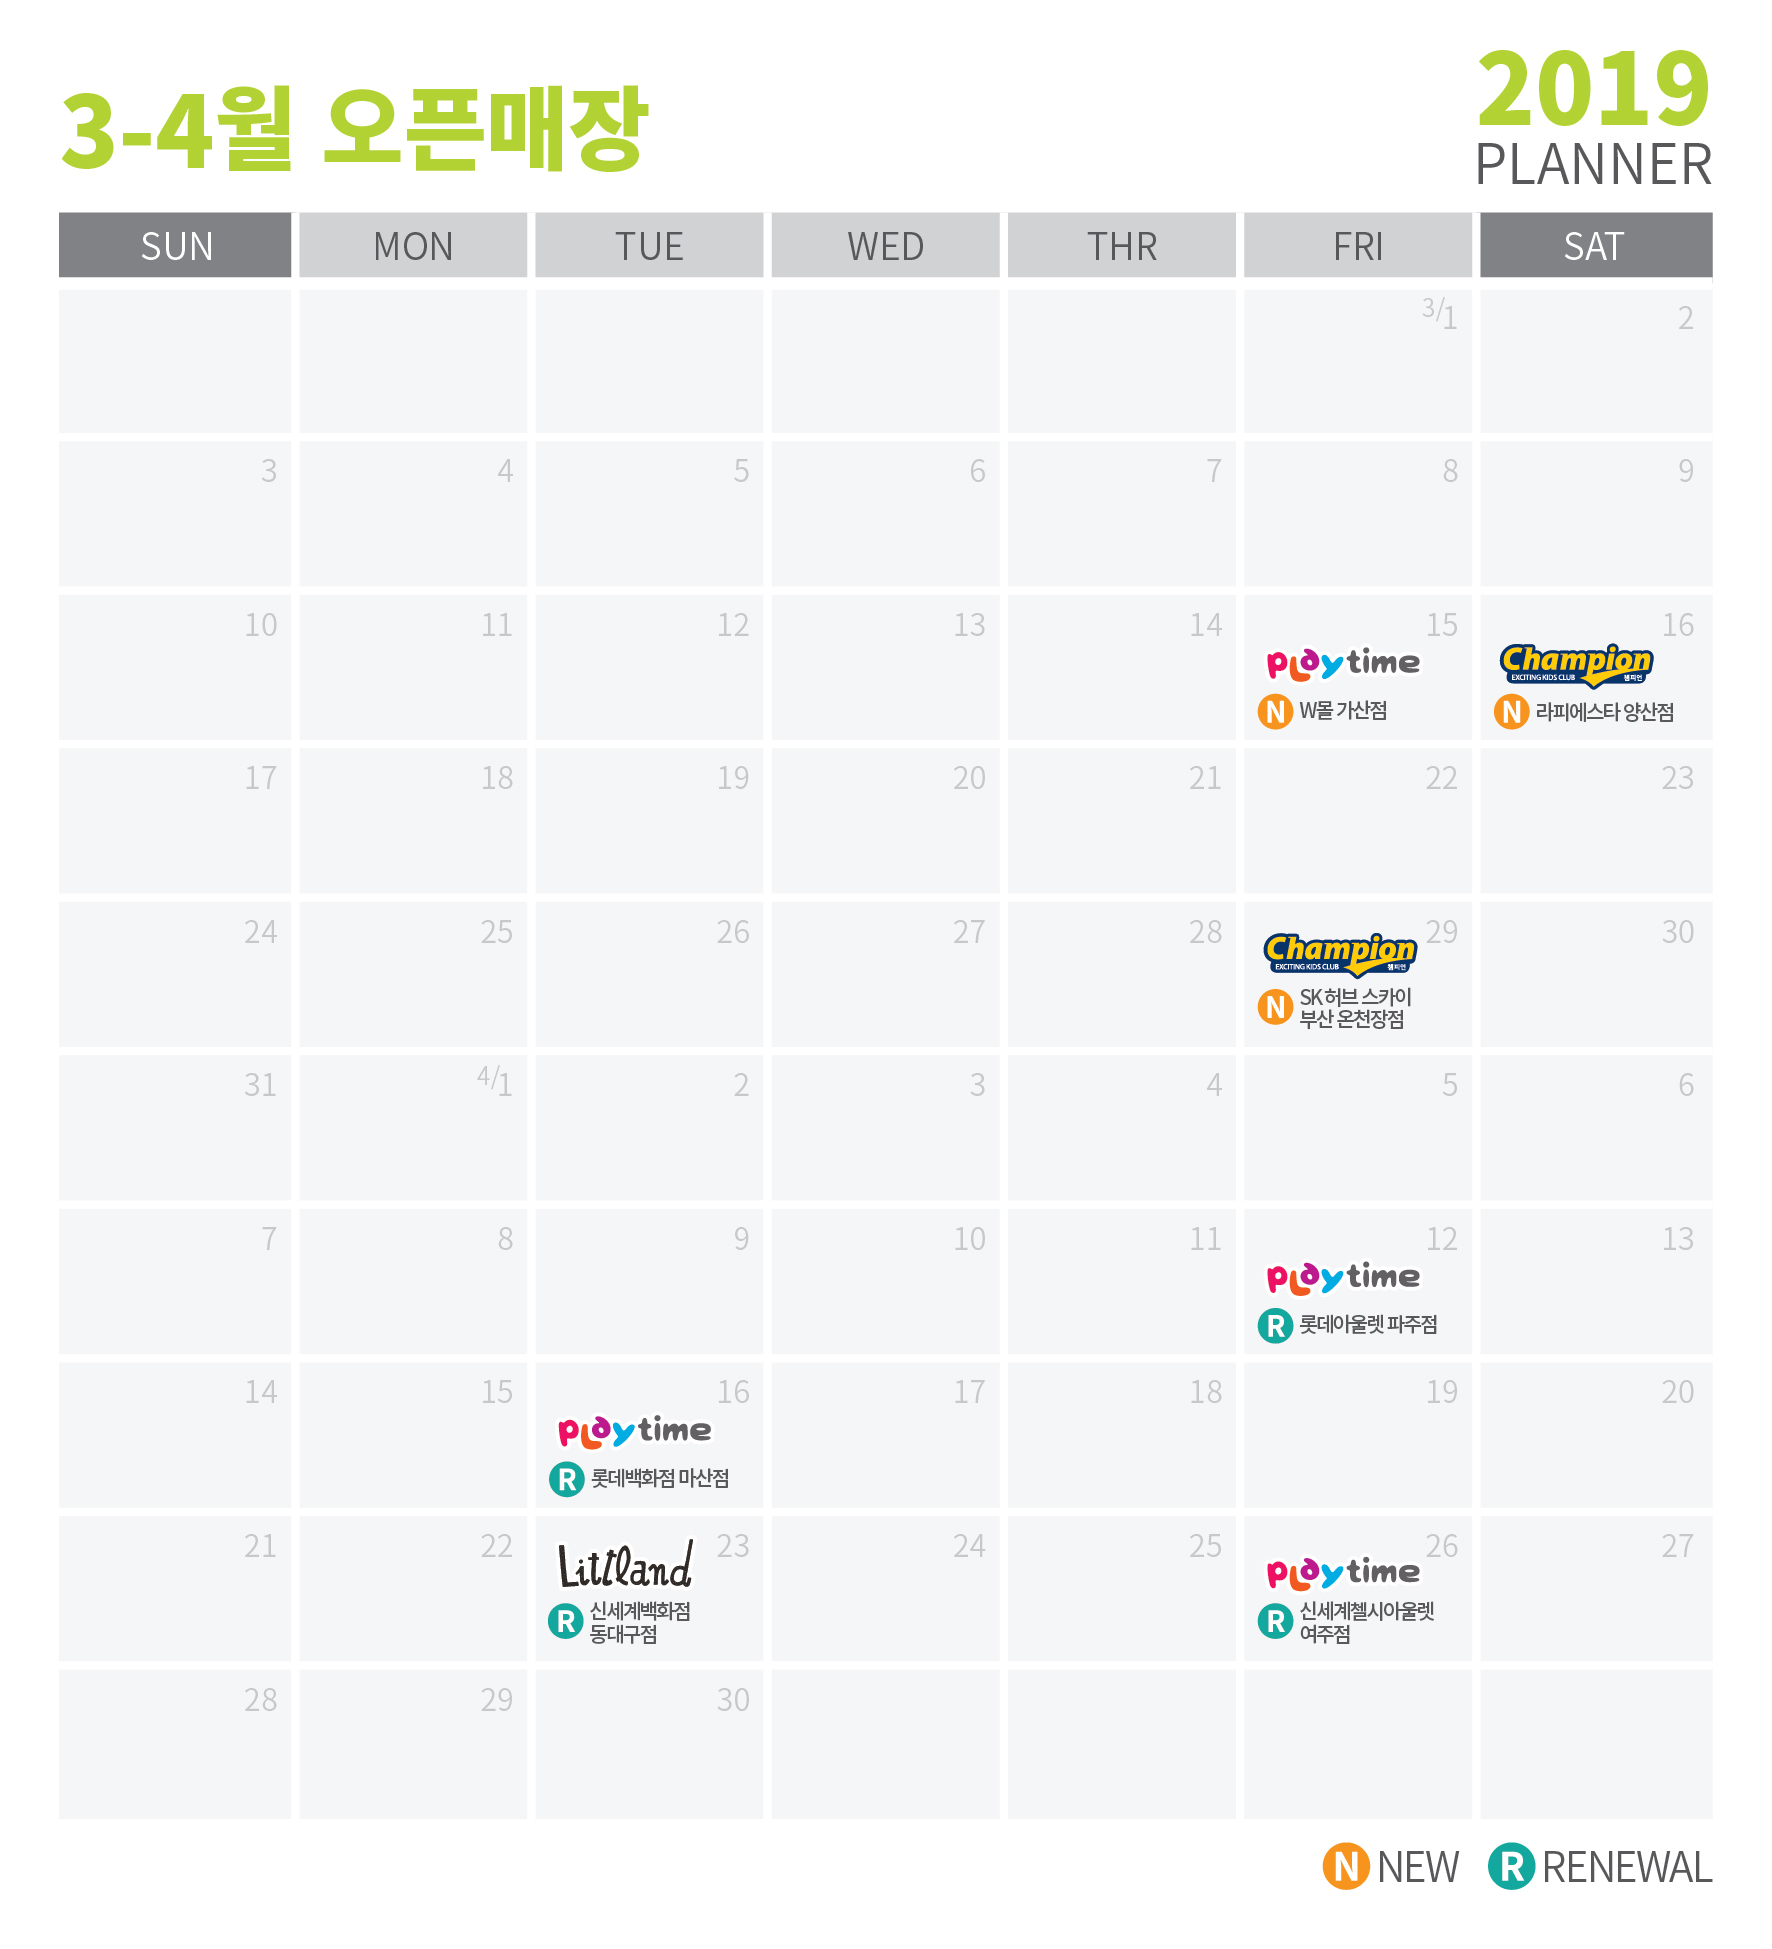 3-4월 오픈매장
2019
PLANNER
SUN MON TUE WED THR FRI SAT
3/1 2
3 4 5 6 7 8 9
10 11 12 13 14 15 16
playtime
N W몰 가산점
Champion
EXCITING KIDS CLUB 챔피언
N 라피에스타 양산점
17 18 19 20 21 22 23
24 25 26 27 28 29 30
Champion
EXCITING KIDS CLUB 챔피언
N SK허브 스카이
부산 온천장점
31 4/1 2 3 4 5 6
7 8 9 10 11 12 13
playtime
R 롯데아울렛 파주점
14 15 16 17 18 19 20
playtime
R 롯데백화점 마산점
21 22 23 24 25 26 27
Littland
R 신세계백화점
동대구점
playtime
R 신세계첼시아울렛
여주점
28 29 30
N NEW R RENEWAL